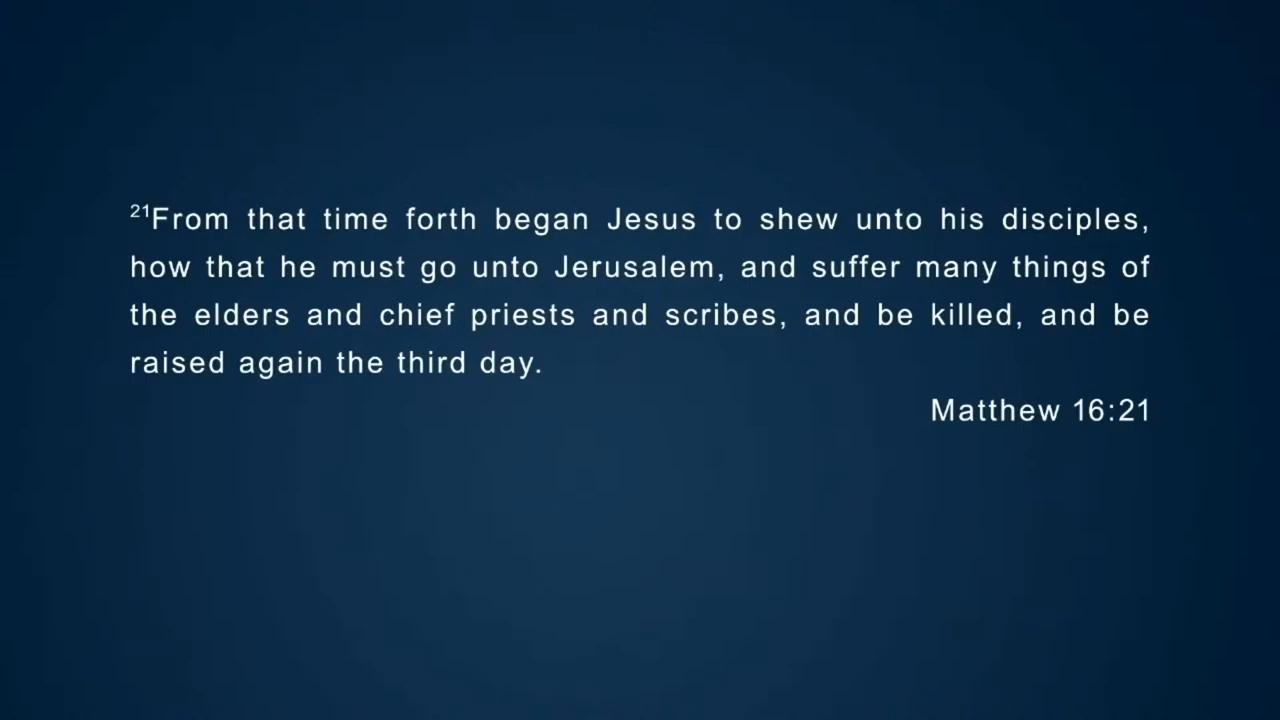 ²¹From that time forth began Jesus to shew unto his disciples,
how that he must go unto Jerusalem, and suffer many things of
the elders and chief priests and scribes, and be killed, and be
raised again the third day.
Matthew 16:21